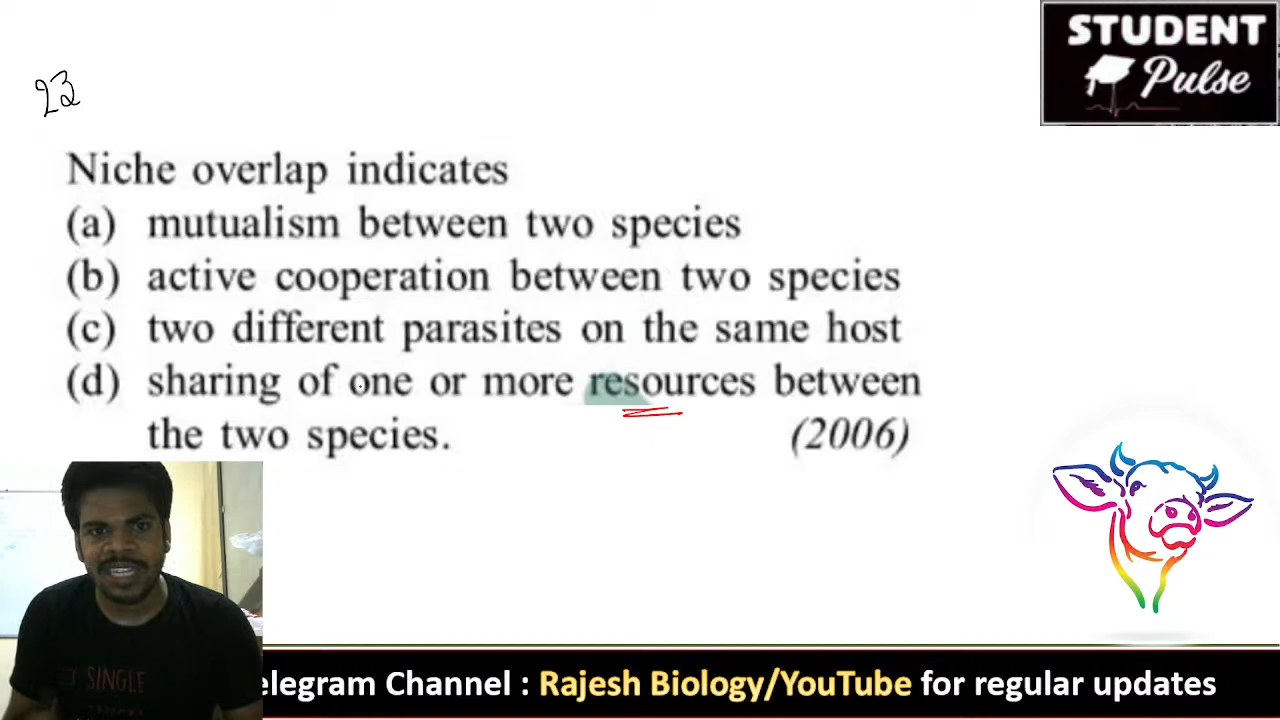 STUDENT
Pulse
23
Niche overlap indicates
(a) mutualism between two species
(b) active cooperation between two species
(c) two different parasites on the same host
(d) sharing of one or more resources between
the two species. (2006)
SINGLE
elegram Channel : Rajesh Biology/YouTube for regular updates